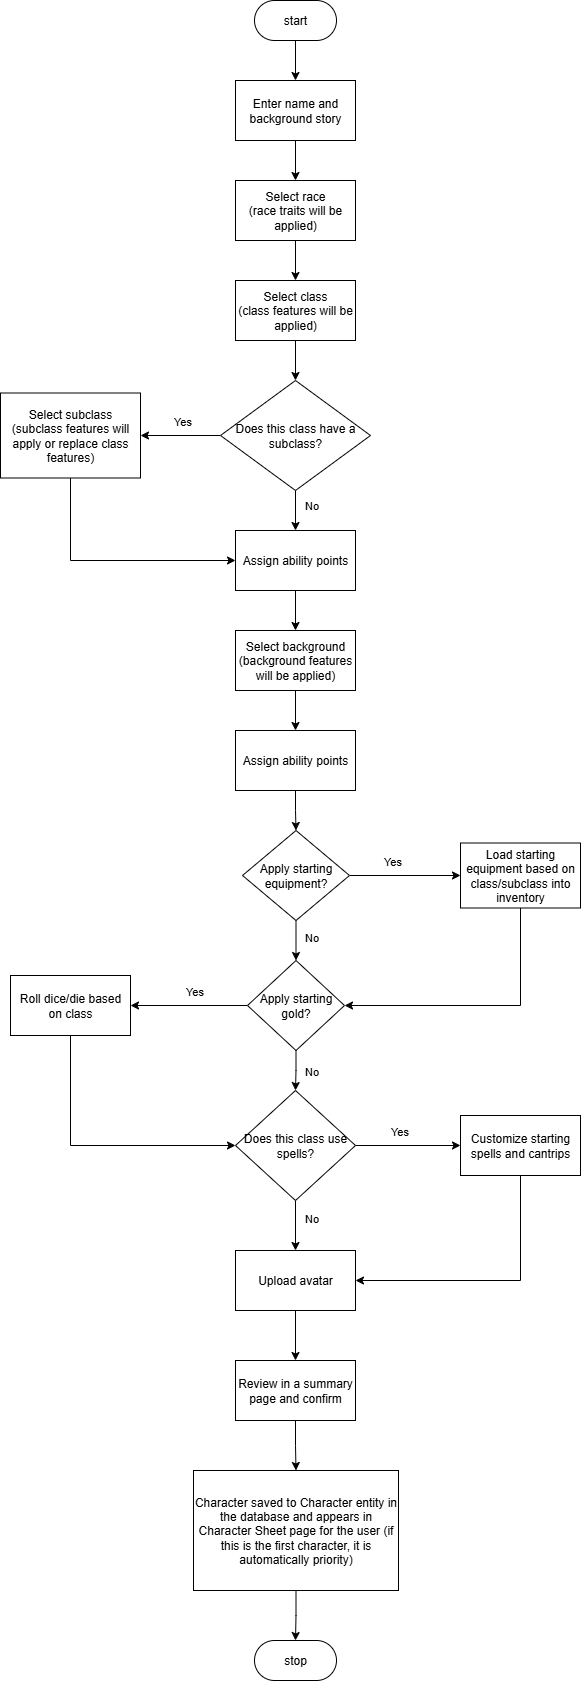 start
Enter name and
background story
Select race
(race traits will be
applied)
Select class
(class features will be
applied)
Does this class have a
subclass?
Yes
Select subclass
(subclass features will
apply or replace class
features)
No
Assign ability points
Select background
(background features
will be applied)
Assign ability points
Apply starting
equipment?
Yes
Load starting
equipment based on
class/subclass into
inventory
No
Apply starting
gold?
Yes
Roll dice/die based
on class
No
Does this class use
spells?
Yes
Customize starting
spells and cantrips
No
Upload avatar
Review in a summary
page and confirm
Character saved to Character entity in
the database and appears in
Character Sheet page for the user (if
this is the first character, it is
automatically priority)
stop